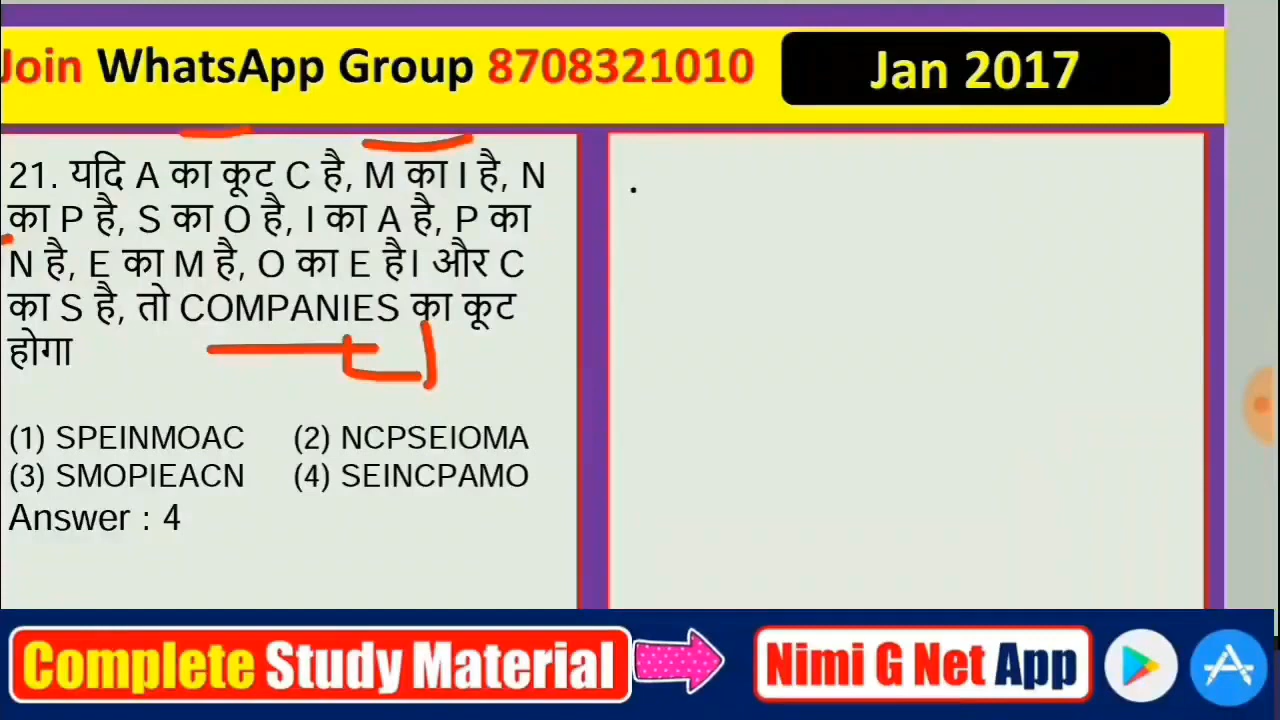 Join WhatsApp Group 8708321010
Jan 2017
21. यदि A का कूट C है, M का I है, N
का P है, S का O है, I का A है, P का
N है, E का M है, O का E है। और C
का S है, तो COMPANIES का कूट
होगा
(1) SPEINMOAC (2) NCPSEIOMA
(3) SMOPIEACN (4) SEINCPAMO
Answer : 4
.
Complete Study Material
Nimi G Net App